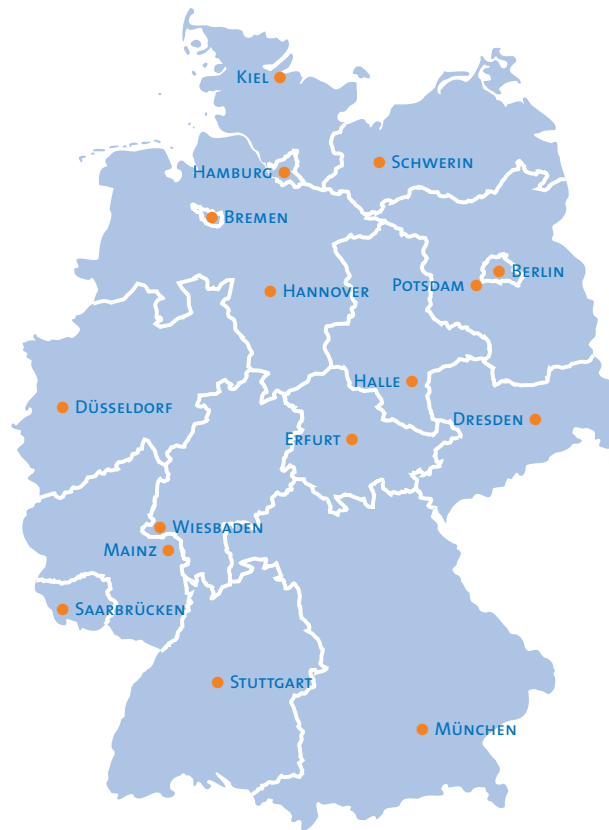 KIEL
SCHWERIN
HAMBURG
BREMEN
BERLIN
POTSDAM
HANNOVER
HALLE
DÜSSELDORF
DRESDEN
ERFURT
WIESBADEN
MAINZ
SAARBRÜCKEN
STUTTGART
MÜNCHEN